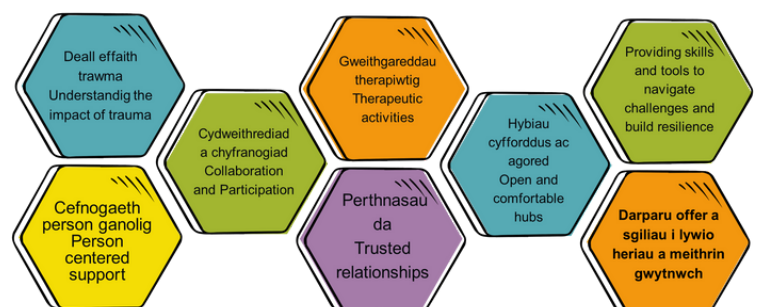 Deall effaith
trawma
Understandig the
impact of trauma
Cefnogaeth
person ganolig
Person
centered
support
Cydweithrediad
a chyfranogiad
Collaboration
and Participation
Gweithgareddau
therapiwtig
Therapeutic
activities
Perthnasau
da
Trusted
relationships
Hybiau
cyfforddus ac
agored
Open and
comfortable
hubs
Providing skills
and tools to
navigate
challenges and
build resilience
Darparu offer a
sgiliau i lywio
heriau a meithrin
gwytnwch